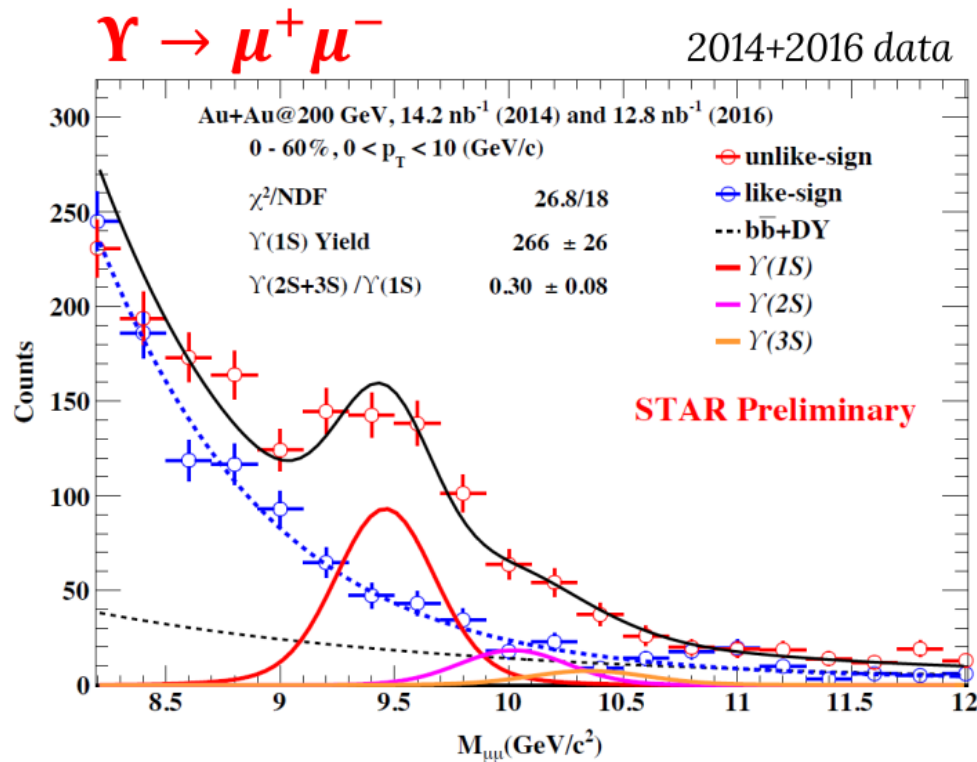 ϒ → μ⁺μ⁻
2014+2016 data
Au+Au@200 GeV, 14.2 nb⁻¹ (2014) and 12.8 nb⁻¹ (2016)
0 - 60%, 0 < p_T < 10 (GeV/c)
χ²/NDF 26.8/18
ϒ(1S) Yield 266 ± 26
ϒ(2S+3S) /ϒ(1S) 0.30 ± 0.08
unlike-sign
like-sign
bb̅+DY
ϒ(1S)
ϒ(2S)
ϒ(3S)
STAR Preliminary
Counts
300
250
200
150
100
50
0
8.5 9 9.5 10 10.5 11 11.5 12
M_μμ(GeV/c²)